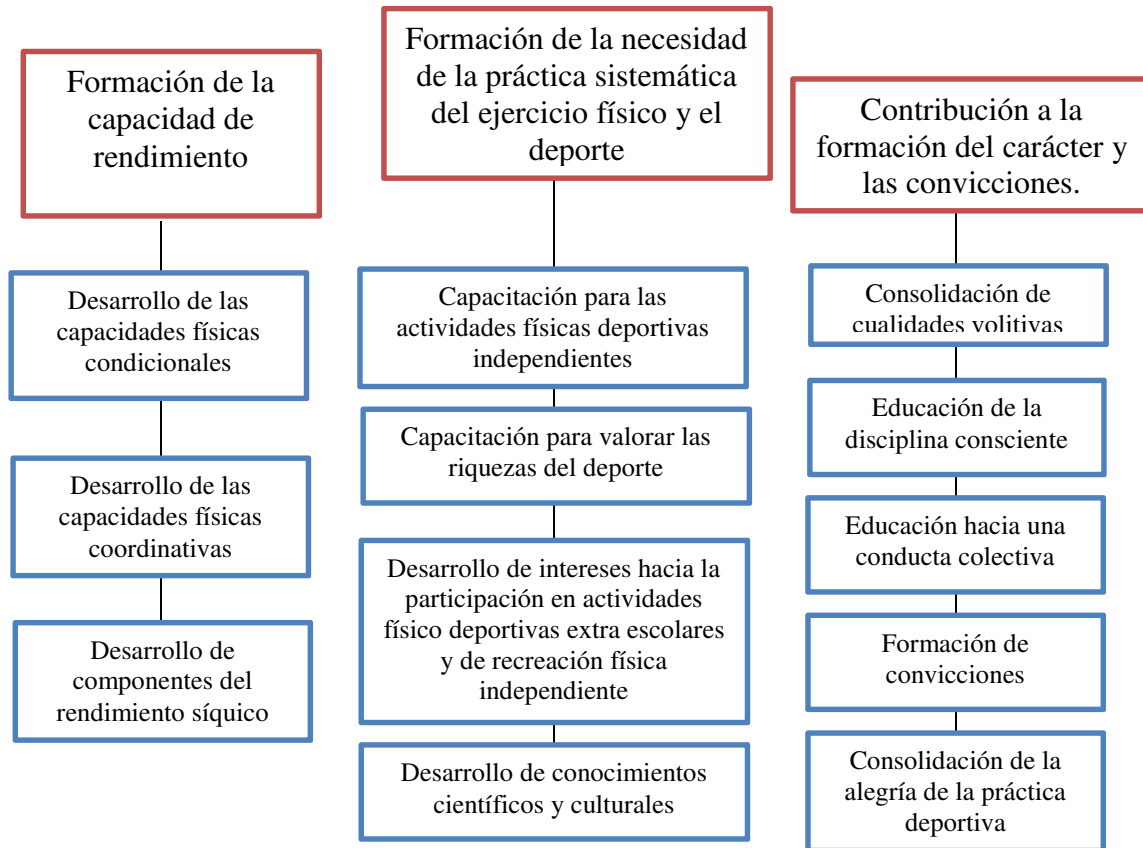 Formación de la
capacidad de
rendimiento
Desarrollo de las
capacidades físicas
condicionales
Desarrollo de las
capacidades físicas
coordinativas
Desarrollo de
componentes del
rendimiento síquico
Formación de la necesidad
de la práctica sistemática
del ejercicio físico y el
deporte
Capacitación para las
actividades físicas deportivas
independientes
Capacitación para valorar las
riquezas del deporte
Desarrollo de intereses hacia la
participación en actividades
físico deportivas extra escolares
y de recreación física
independiente
Desarrollo de conocimientos
científicos y culturales
Contribución a la
formación del carácter y
las convicciones.
Consolidación de
cualidades volitivas
Educación de la
disciplina consciente
Educación hacia una
conducta colectiva
Formación de
convicciones
Consolidación de la
alegría de la práctica
deportiva